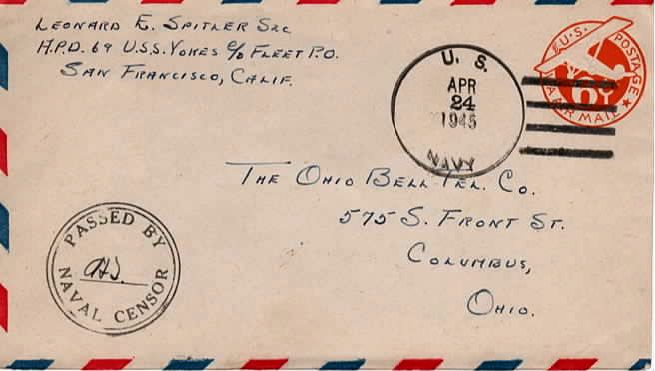 LEONARD E. SPITLER S2C
A.P.D. 69 U.S.S. YOKES c/o FLEET P.O.
SAN FRANCISCO, CALIF.
U. S.
APR
24
1945
NAVY
U.S. POSTAGE
6¢
AIR MAIL
THE OHIO BELL TEL. CO.
575 S. FRONT ST.
COLUMBUS,
OHIO.
PASSED BY
NAVAL CENSOR